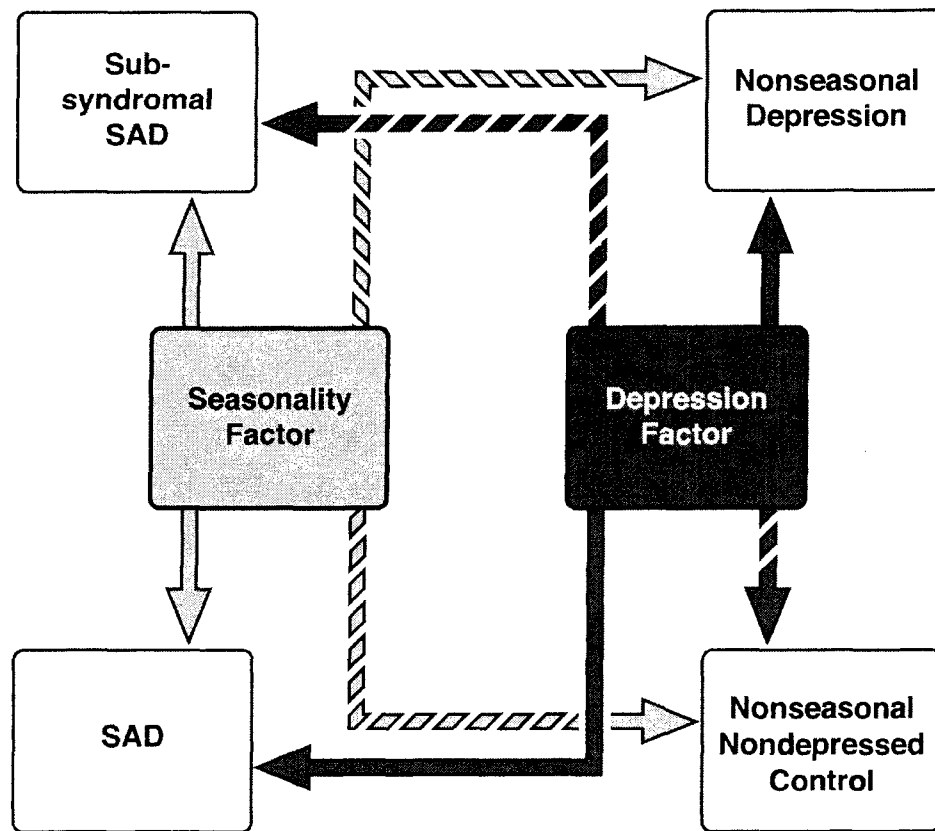 Sub-
syndromal
SAD
Nonseasonal
Depression
Seasonality
Factor
Depression
Factor
SAD
Nonseasonal
Nondepressed
Control